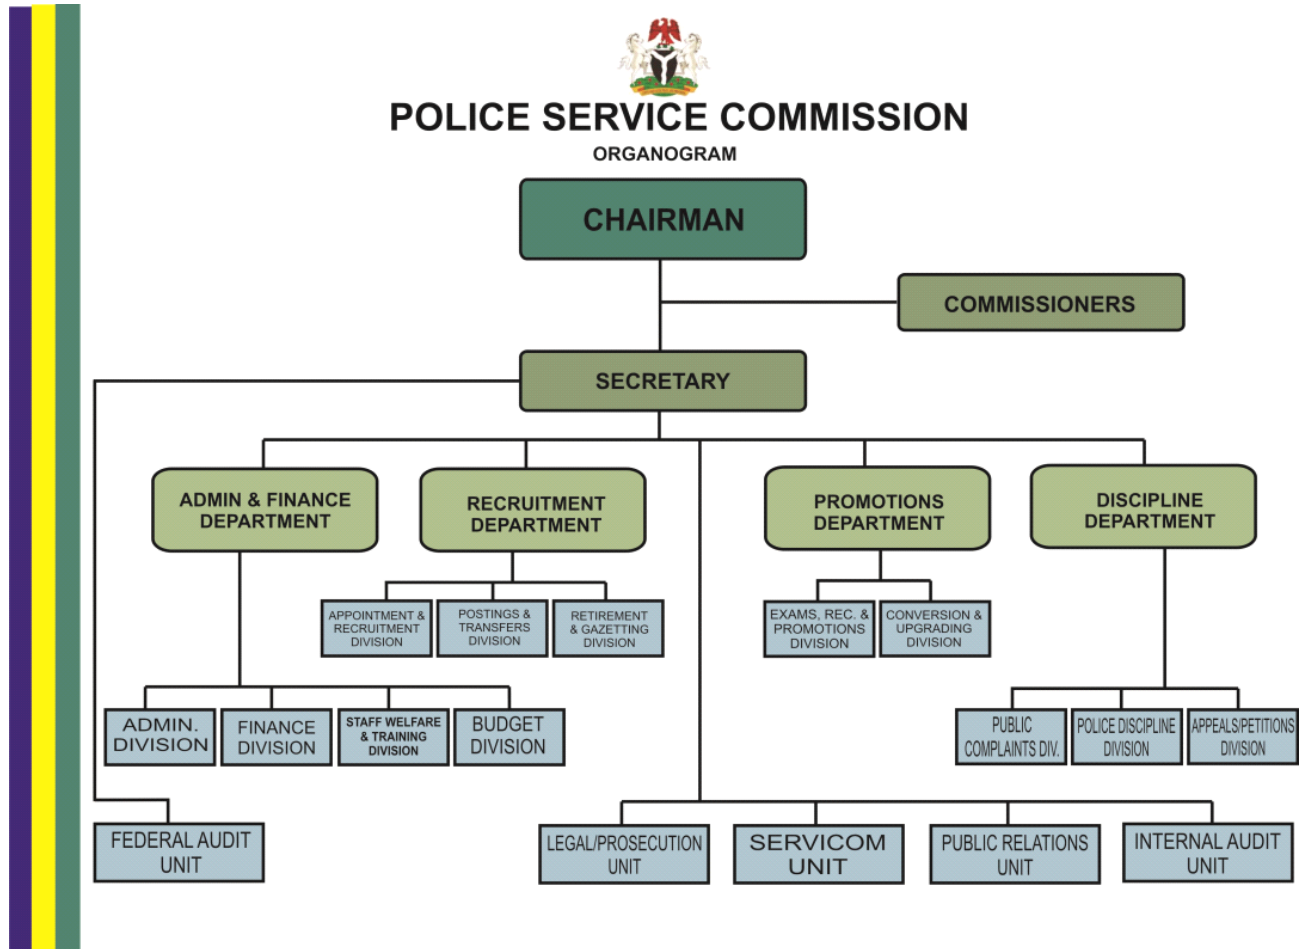 POLICE SERVICE COMMISSION
ORGANOGRAM
CHAIRMAN
COMMISSIONERS
SECRETARY
ADMIN & FINANCE
DEPARTMENT
RECRUITMENT
DEPARTMENT
PROMOTIONS
DEPARTMENT
DISCIPLINE
DEPARTMENT
APPOINTMENT &
RECRUITMENT
DIVISION
POSTINGS &
TRANSFERS
DIVISION
RETIREMENT
& GAZETTING
DIVISION
EXAMS, REC. &
PROMOTIONS
DIVISION
CONVERSION &
UPGRADING
DIVISION
ADMIN.
DIVISION
FINANCE
DIVISION
STAFF WELFARE
& TRAINING
DIVISION
BUDGET
DIVISION
PUBLIC
COMPLAINTS DIV.
POLICE DISCIPLINE
DIVISION
APPEALS/PETITIONS
DIVISION
FEDERAL AUDIT
UNIT
LEGAL/PROSECUTION
UNIT
SERVICOM
UNIT
PUBLIC RELATIONS
UNIT
INTERNAL AUDIT
UNIT